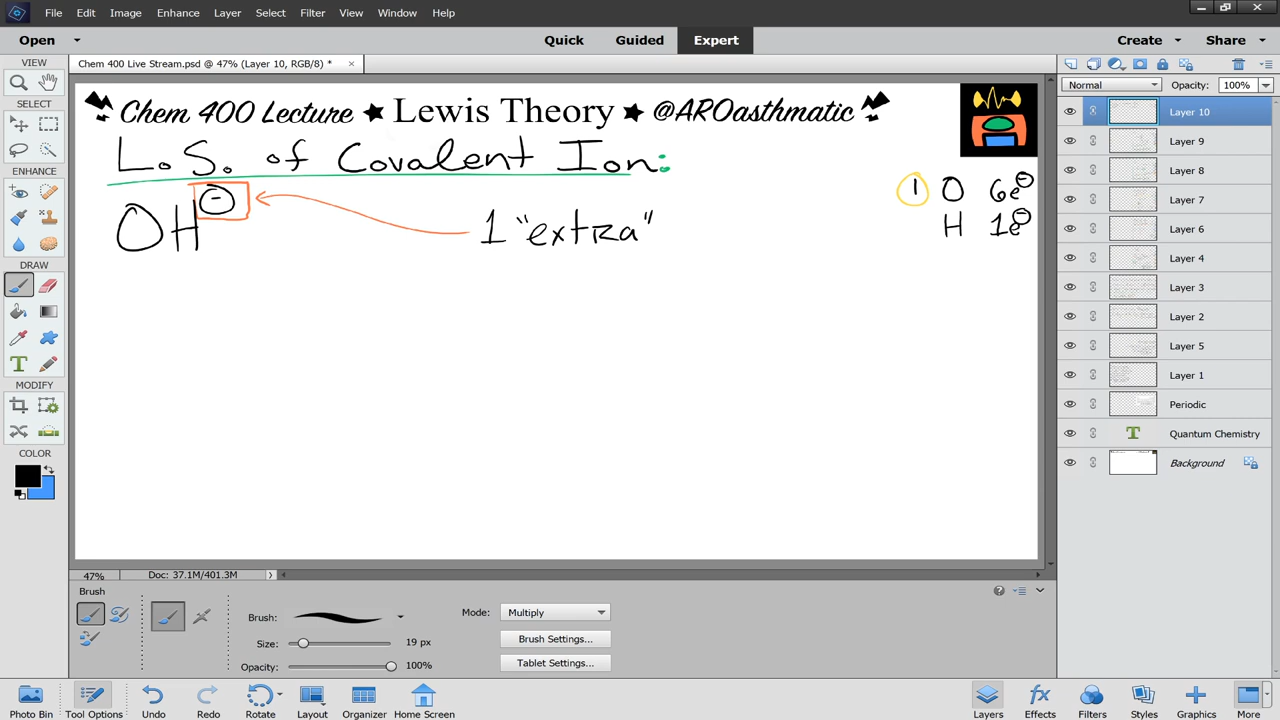 File Edit Image Enhance Layer Select Filter View Window Help
Open Quick Guided Expert Create Share
VIEW
Chem 400 Live Stream.psd @ 47% (Layer 10, RGB/8) * ×
Normal Opacity: 100%
SELECT
ENHANCE
DRAW
MODIFY
COLOR
Chem 400 Lecture ★ Lewis Theory ★ @AROasthmatic
L.S. of Covalent Ion:
OH⊖
1 "extra"
1 O 6e⊖
H 1e⊖
Layer 10
Layer 9
Layer 8
Layer 7
Layer 6
Layer 4
Layer 3
Layer 2
Layer 5
Layer 1
Periodic
T Quantum Chemistry
Background
47% Doc: 37.1M/401.3M
Brush
Brush: Mode: Multiply
Size: 19 px Brush Settings...
Opacity: 100% Tablet Settings...
Photo Bin Tool Options Undo Redo Rotate Layout Organizer Home Screen Layers Effects Filters Styles Graphics More